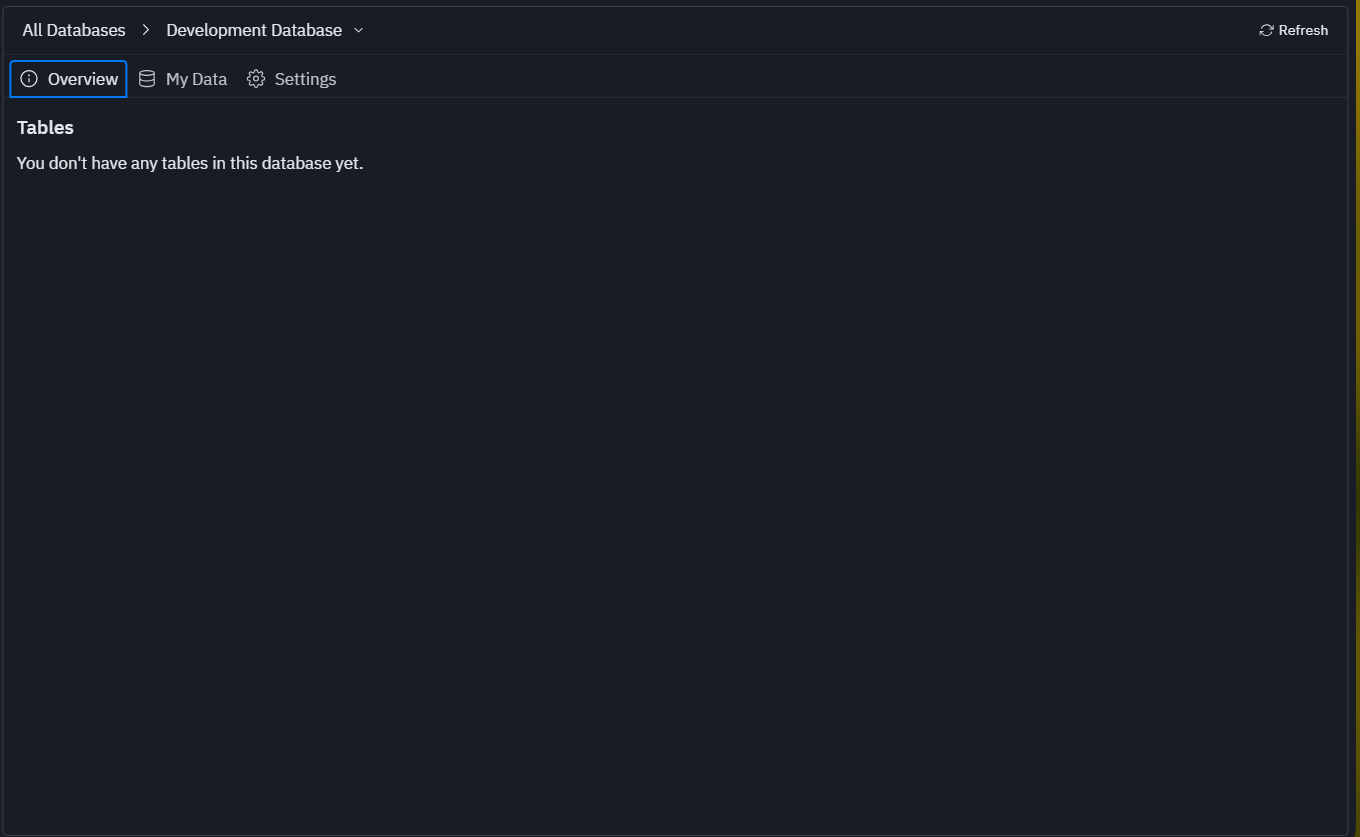 All Databases > Development Database
Refresh
Overview My Data Settings
Tables
You don't have any tables in this database yet.